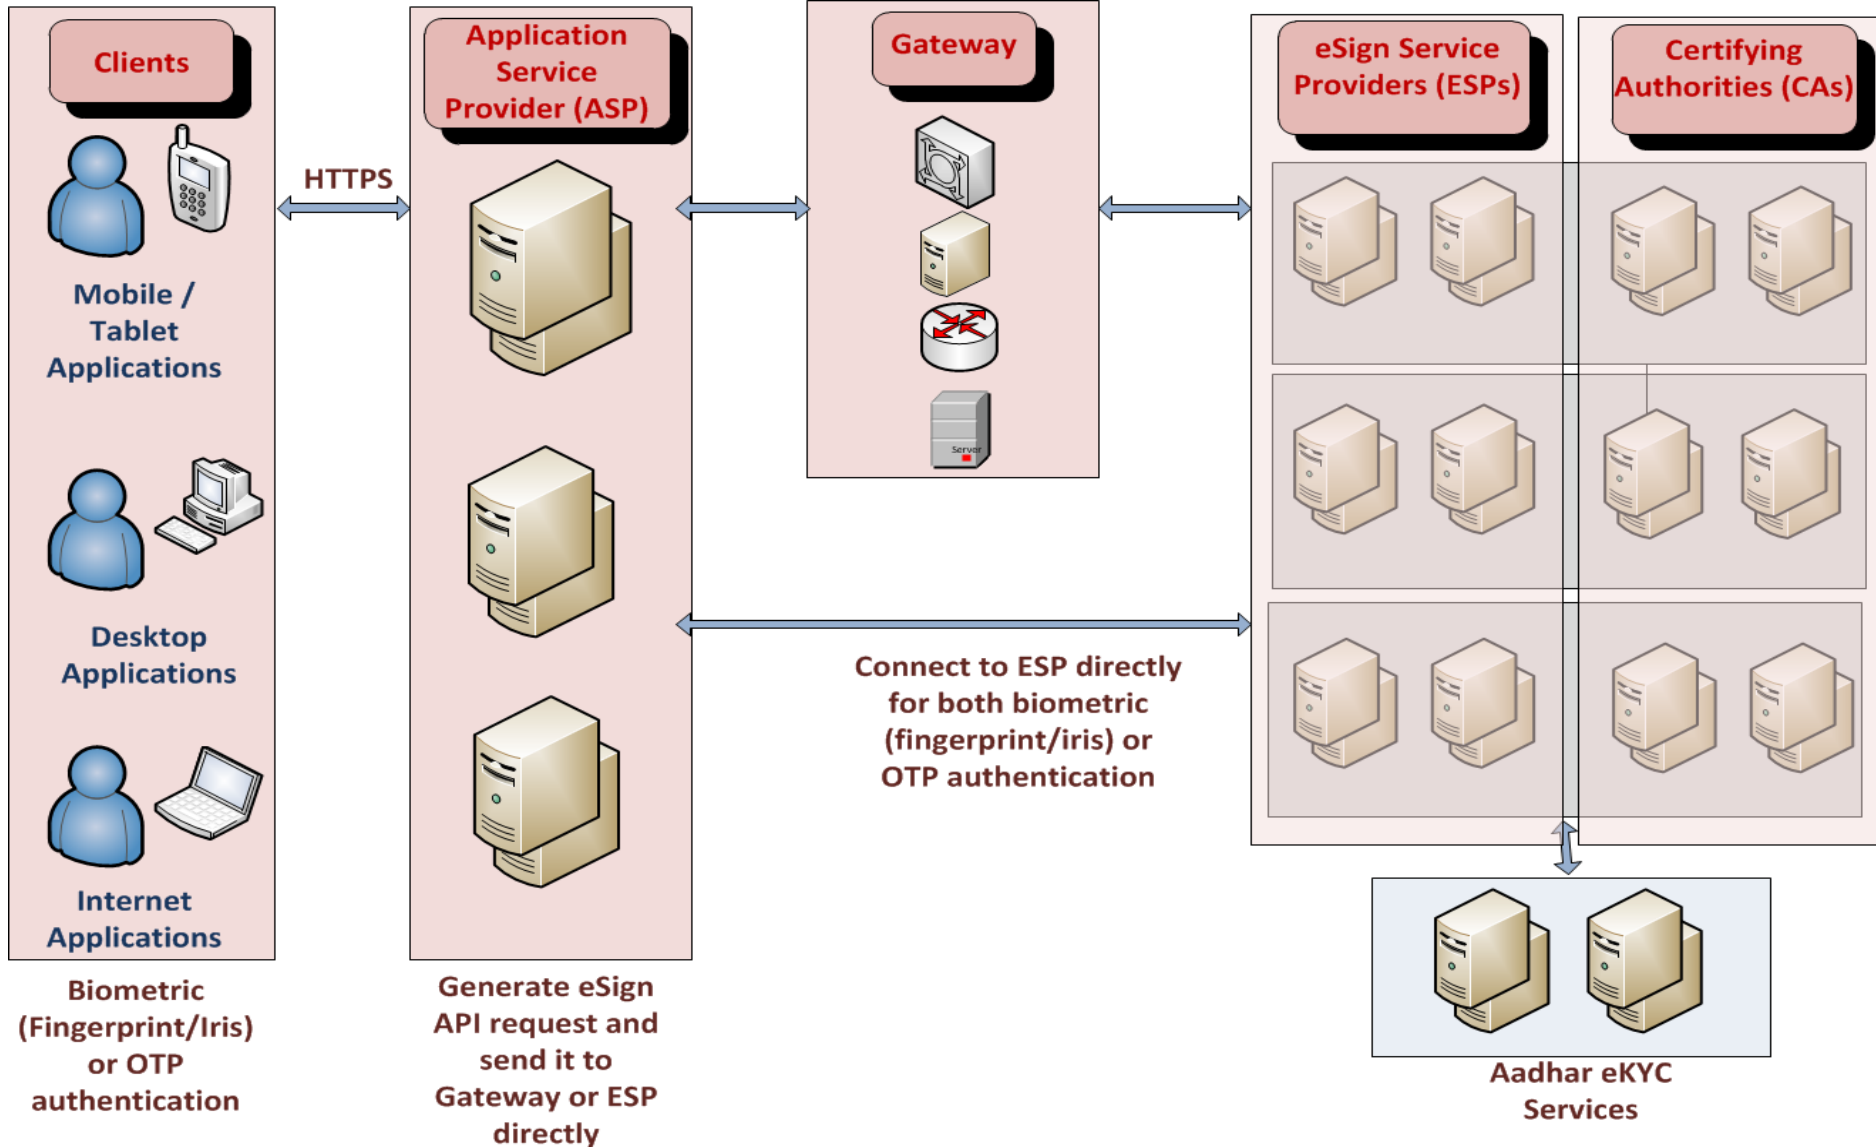 Clients
Application
Service
Provider (ASP)
Gateway
eSign Service
Providers (ESPs)
Certifying
Authorities (CAs)
HTTPS
Mobile /
Tablet
Applications
Server
Desktop
Applications
Connect to ESP directly
for both biometric
(fingerprint/iris) or
OTP authentication
Internet
Applications
Biometric
(Fingerprint/Iris)
or OTP
authentication
Generate eSign
API request and
send it to
Gateway or ESP
directly
Aadhar eKYC
Services